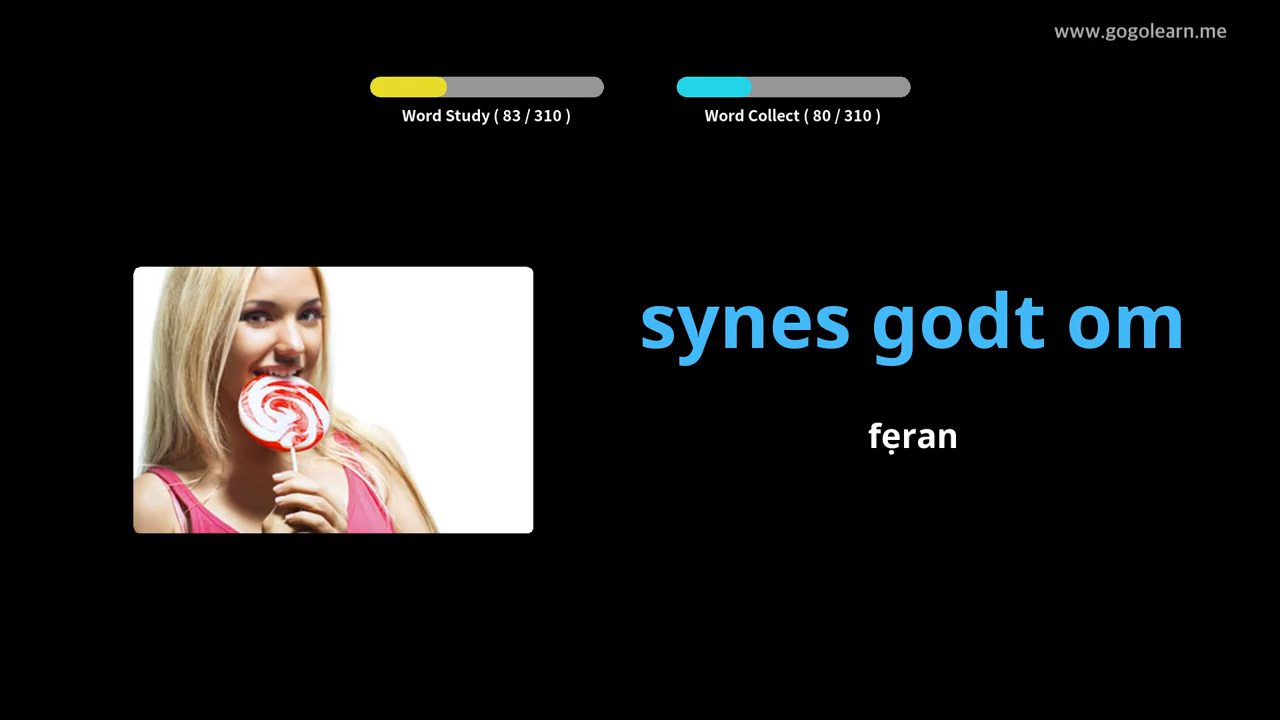 www.gogolearn.me
Word Study ( 83 / 310 )
Word Collect ( 80 / 310 )
synes godt om
fẹran